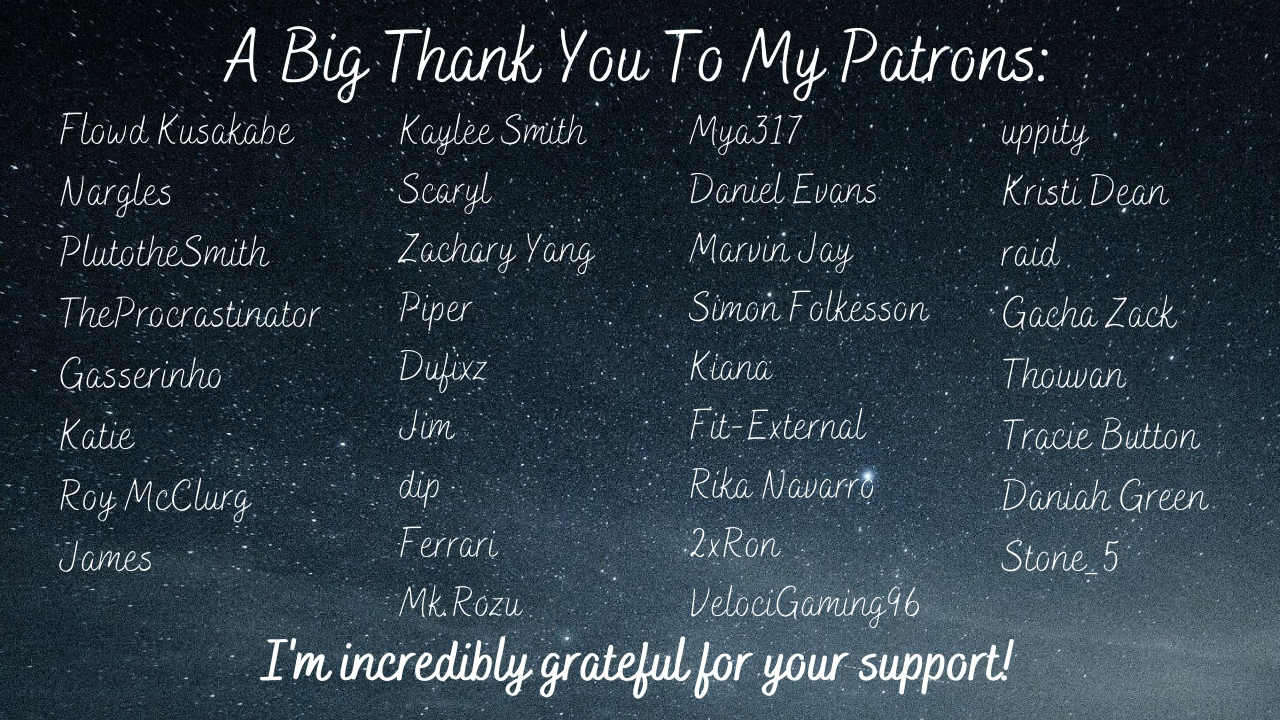 A Big Thank You To My Patrons:
Flowd Kusakabe
Nargles
PlutotheSmith
TheProcrastinator
Gasserinho
Katie
Roy McClurg
James
Kaylee Smith
Scaryl
Zachary Yang
Piper
Dufixz
Jim
dip
Ferrari
Mk.Rozu
Mya317
Daniel Evans
Marvin Jay
Simon Folkesson
Kiana
Fit-External
Rika Navarro
2xRon
VelociGaming96
uppity
Kristi Dean
raid
Gacha Zack
Thouvan
Tracie Button
Daniah Green
Stone_5
I'm incredibly grateful for your support!